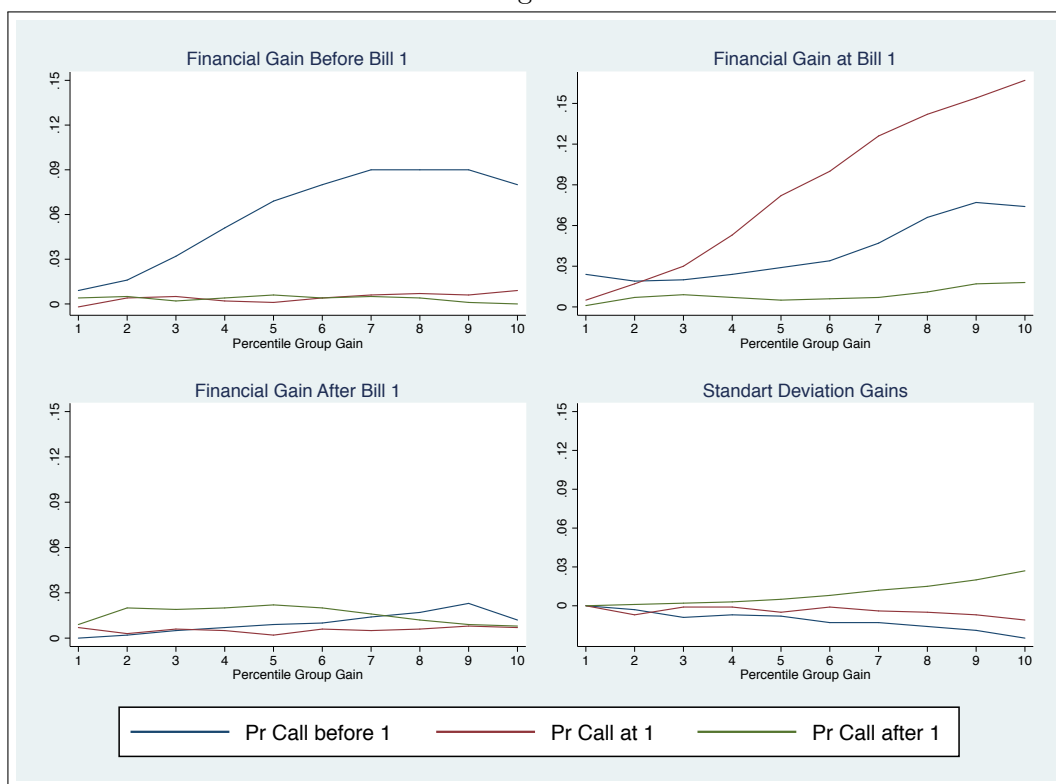 Financial Gain Before Bill 1
.15
.12
.09
.06
.03
0
1 2 3 4 5 6 7 8 9 10
Percentile Group Gain
Financial Gain at Bill 1
.15
.12
.09
.06
.03
0
1 2 3 4 5 6 7 8 9 10
Percentile Group Gain
Financial Gain After Bill 1
.15
.12
.09
.06
.03
0
1 2 3 4 5 6 7 8 9 10
Percentile Group Gain
Standart Deviation Gains
.15
.12
.09
.06
.03
0
1 2 3 4 5 6 7 8 9 10
Percentile Group Gain
Pr Call before 1 Pr Call at 1 Pr Call after 1